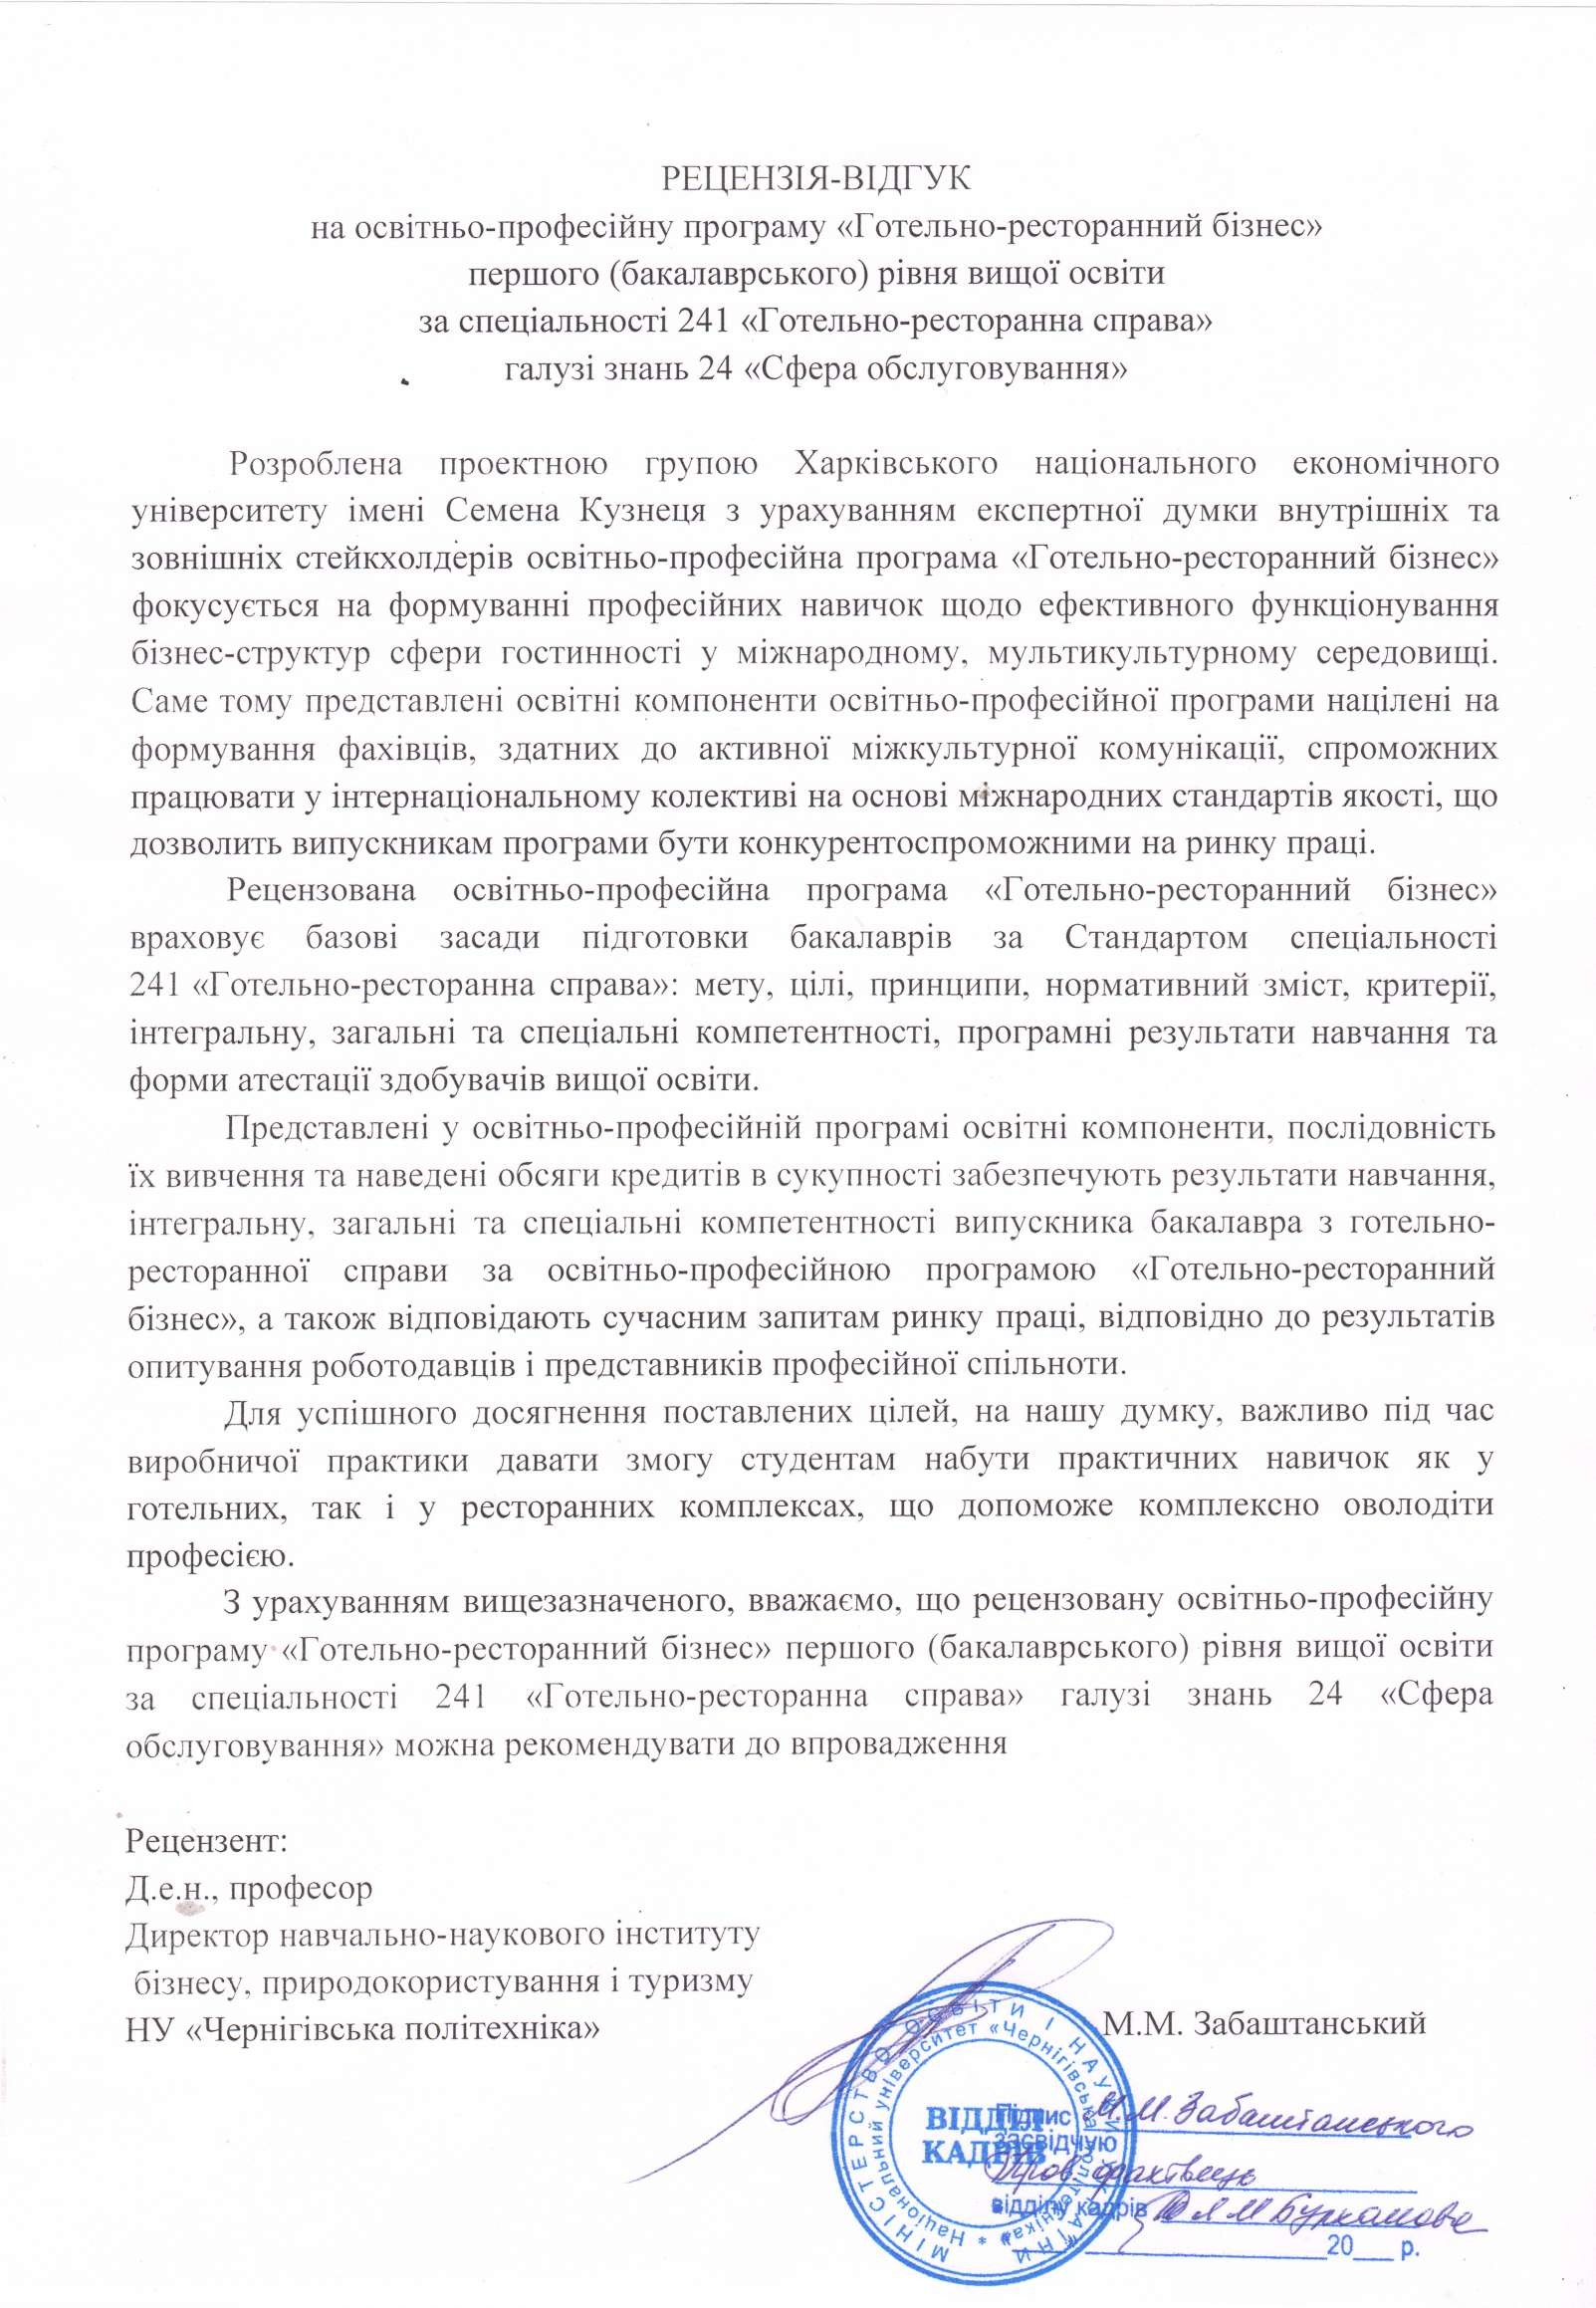 РЕЦЕНЗІЯ-ВІДГУК
на освітньо-професійну програму «Готельно-ресторанний бізнес»
першого (бакалаврського) рівня вищої освіти
за спеціальності 241 «Готельно-ресторанна справа»
галузі знань 24 «Сфера обслуговування»
Розроблена проектною групою Харківського національного економічного
університету імені Семена Кузнеця з урахуванням експертної думки внутрішніх та
зовнішніх стейкхолдерів освітньо-професійна програма «Готельно-ресторанний бізнес»
фокусується на формуванні професійних навичок щодо ефективного функціонування
бізнес-структур сфери гостинності у міжнародному, мультикультурному середовищі.
Саме тому представлені освітні компоненти освітньо-професійної програми націлені на
формування фахівців, здатних до активної міжкультурної комунікації, спроможних
працювати у інтернаціональному колективі на основі міжнародних стандартів якості, що
дозволить випускникам програми бути конкурентоспроможними на ринку праці.
Рецензована освітньо-професійна програма «Готельно-ресторанний бізнес»
враховує базові засади підготовки бакалаврів за Стандартом спеціальності
241 «Готельно-ресторанна справа»: мету, цілі, принципи, нормативний зміст, критерії,
інтегральну, загальні та спеціальні компетентності, програмні результати навчання та
форми атестації здобувачів вищої освіти.
Представлені у освітньо-професійній програмі освітні компоненти, послідовність
їх вивчення та наведені обсяги кредитів в сукупності забезпечують результати навчання,
інтегральну, загальні та спеціальні компетентності випускника бакалавра з готельно-
ресторанної справи за освітньо-професійною програмою «Готельно-ресторанний
бізнес», а також відповідають сучасним запитам ринку праці, відповідно до результатів
опитування роботодавців і представників професійної спільноти.
Для успішного досягнення поставлених цілей, на нашу думку, важливо під час
виробничої практики давати змогу студентам набути практичних навичок як у
готельних, так і у ресторанних комплексах, що допоможе комплексно оволодіти
професією.
З урахуванням вищезазначеного, вважаємо, що рецензовану освітньо-професійну
програму «Готельно-ресторанний бізнес» першого (бакалаврського) рівня вищої освіти
за спеціальності 241 «Готельно-ресторанна справа» галузі знань 24 «Сфера
обслуговування» можна рекомендувати до впровадження
Рецензент:
Д.е.н., професор
Директор навчально-наукового інституту
бізнесу, природокористування і туризму
НУ «Чернігівська політехніка»
М.М. Забаштанський
МІНІСТЕРСТВО ОСВІТИ І НАУКИ УКРАЇНИ
Національний університет «Чернігівська політехніка»
ВІДДІЛ
КАДРІВ
Підпис М.М. Забаштанського
засвідчую
Пров. фахівець
відділу кадрів
20___ р.